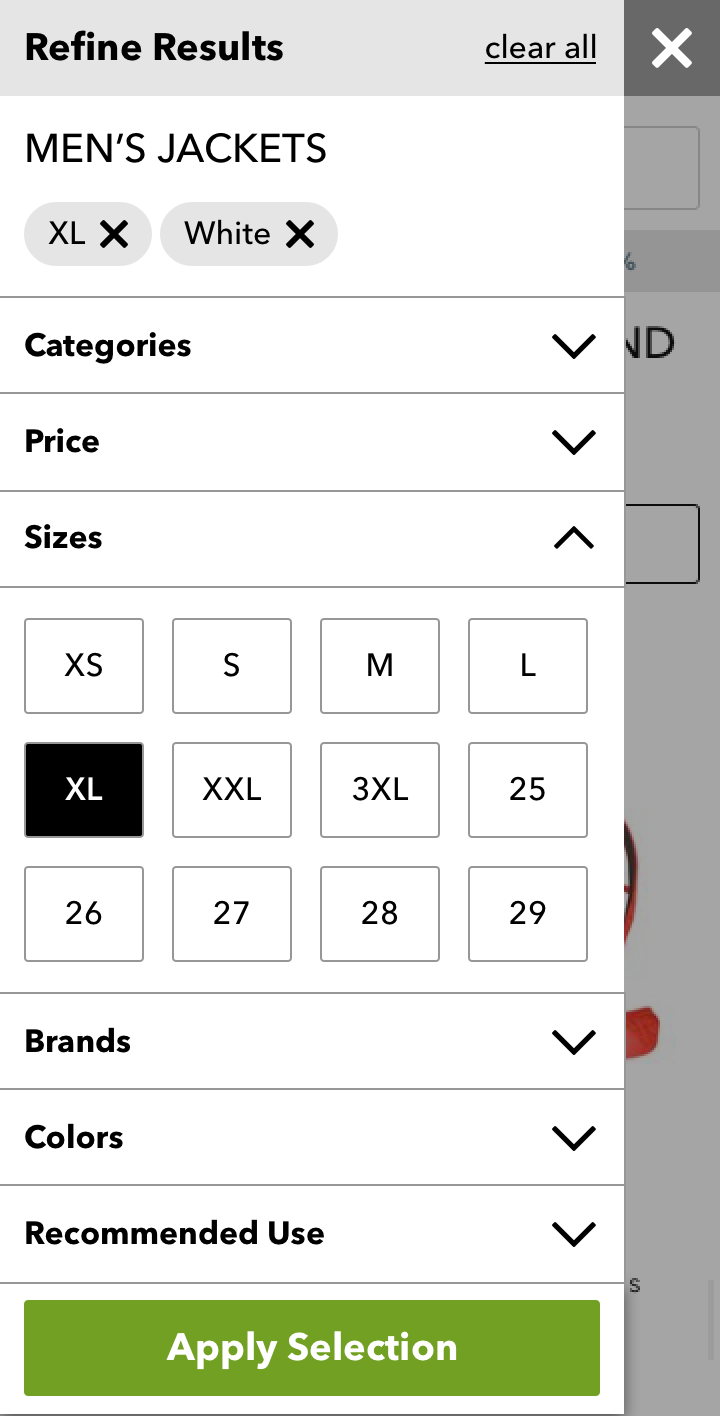 Refine Results clear all
MEN’S JACKETS
XL White
%
ND
Categories
Price
Sizes
XS S M L
XL XXL 3XL 25
26 27 28 29
Brands
Colors
Recommended Use
s
Apply Selection